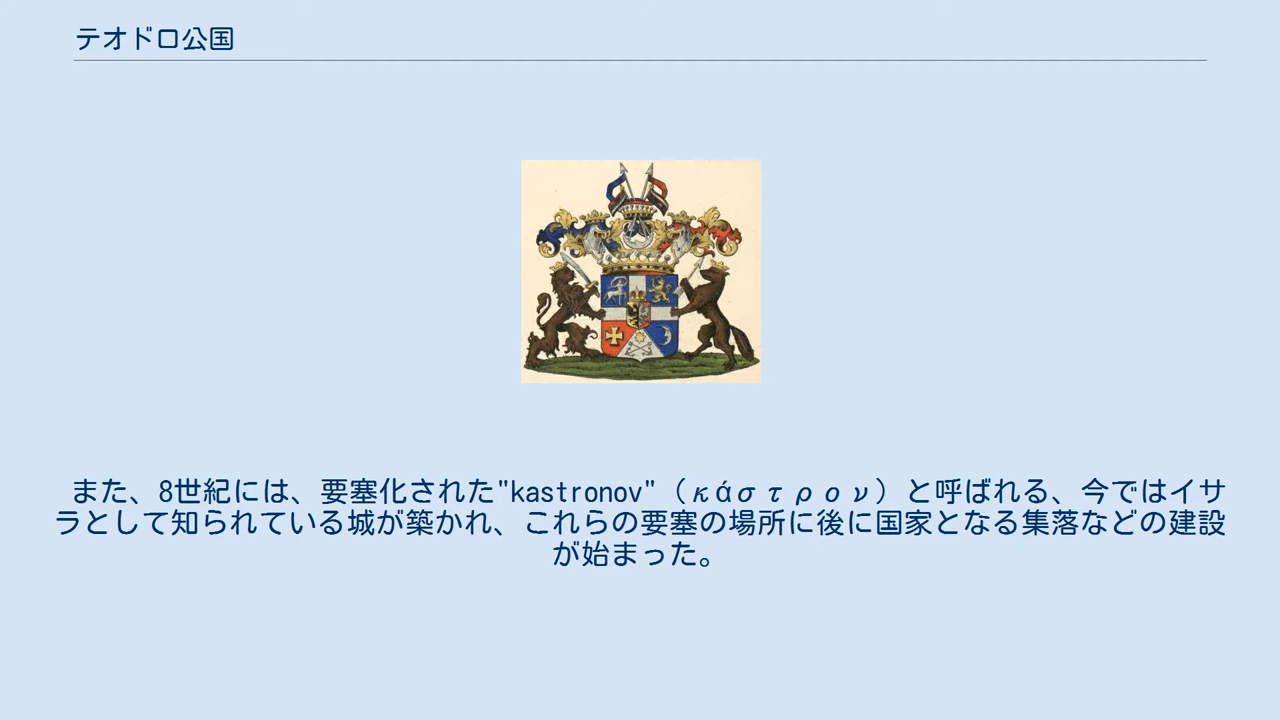 テオドロ公国
また、8世紀には、要塞化された"kastronov"（κάστρον）と呼ばれる、今ではイサ
ラとして知られている城が築かれ、これらの要塞の場所に後に国家となる集落などの建設
が始まった。